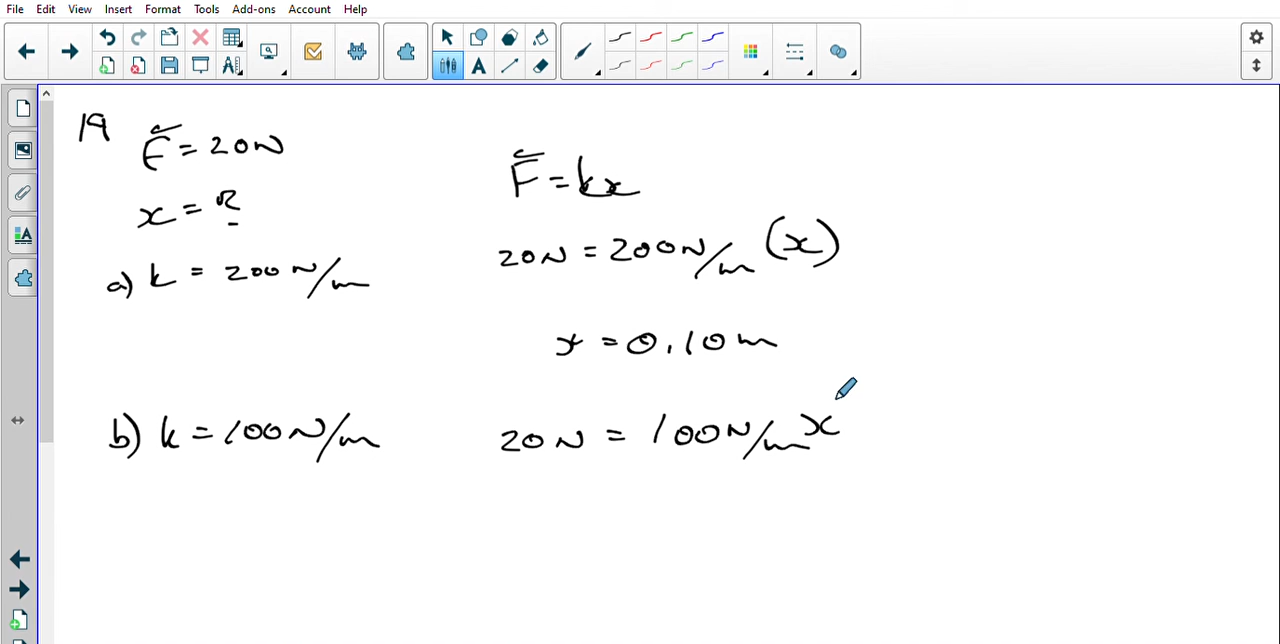 File Edit View Insert Format Tools Add-ons Account Help
19
F = 20N
x = ?
a) k = 200 N/m
F = kx
20N = 200N/m (x)
x = 0.10m
b) k = 100N/m
20N = 100N/m x